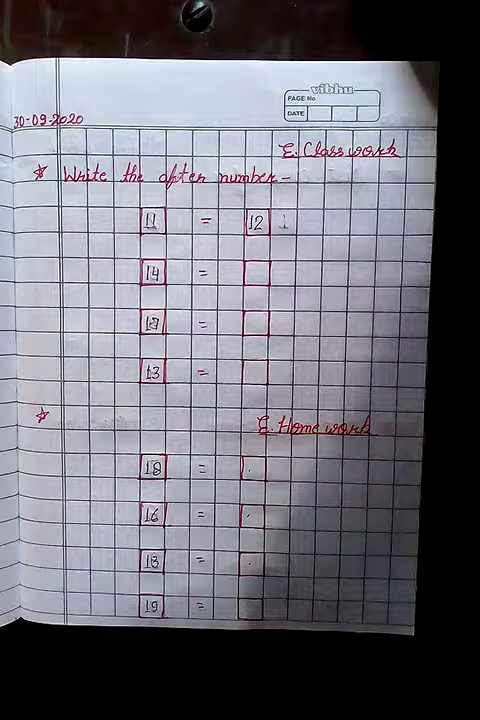 vibhu
PAGE No
DATE
30-09-2020
E. Class work
☆ Write the after number -
11 = 12
14 =
=
13 =
☆
E. Home work
18 =
16 =
13 =
19 =